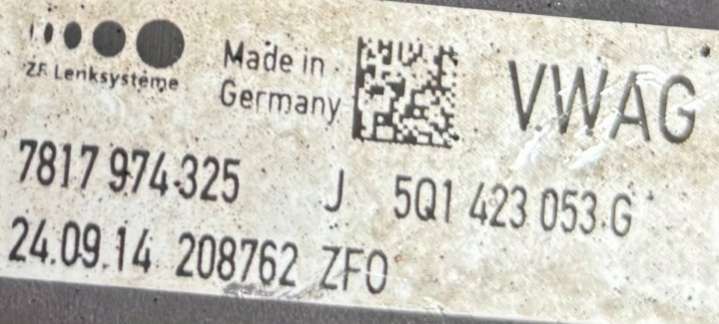 ZF Lenksysteme
Made in
Germany
VWAG
7817 974 325 J 5Q1 423 053 G
24.09.14 208762 ZFO